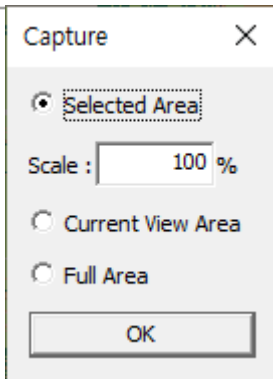 Capture
Selected Area
Scale : 100 %
Current View Area
Full Area
OK